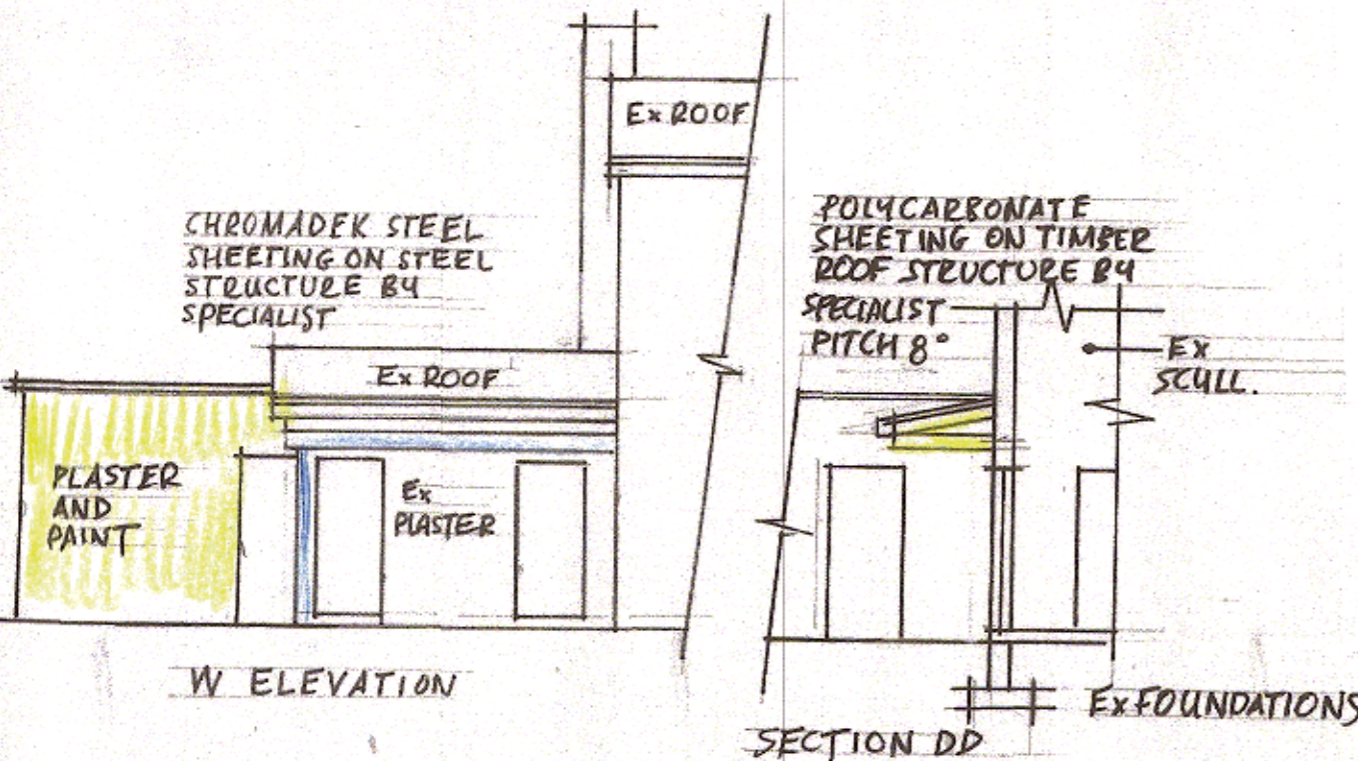 Ex ROOF
CHROMADEK STEEL
SHEETING ON STEEL
STRUCTURE BY
SPECIALIST
Ex ROOF
PLASTER
AND
PAINT
Ex
PLASTER
W ELEVATION
POLYCARBONATE
SHEETING ON TIMBER
ROOF STRUCTURE BY
SPECIALIST
PITCH 8°
Ex
SCULL.
Ex FOUNDATIONS
SECTION DD